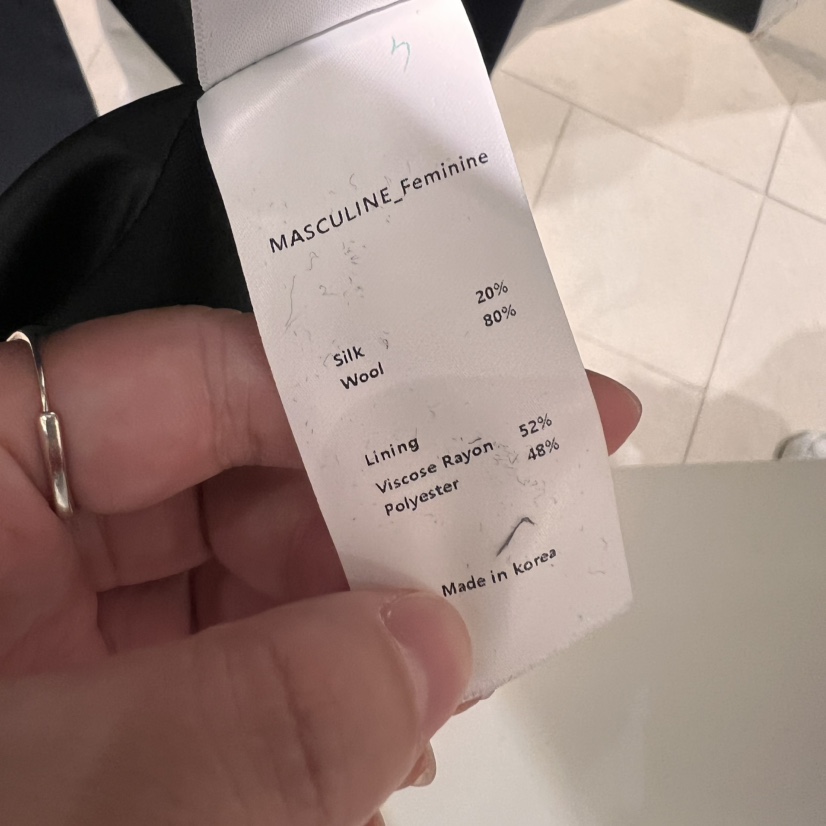 MASCULINE_Feminine
Silk 20%
Wool 80%
Lining
Viscose Rayon 52%
Polyester 48%
Made in korea